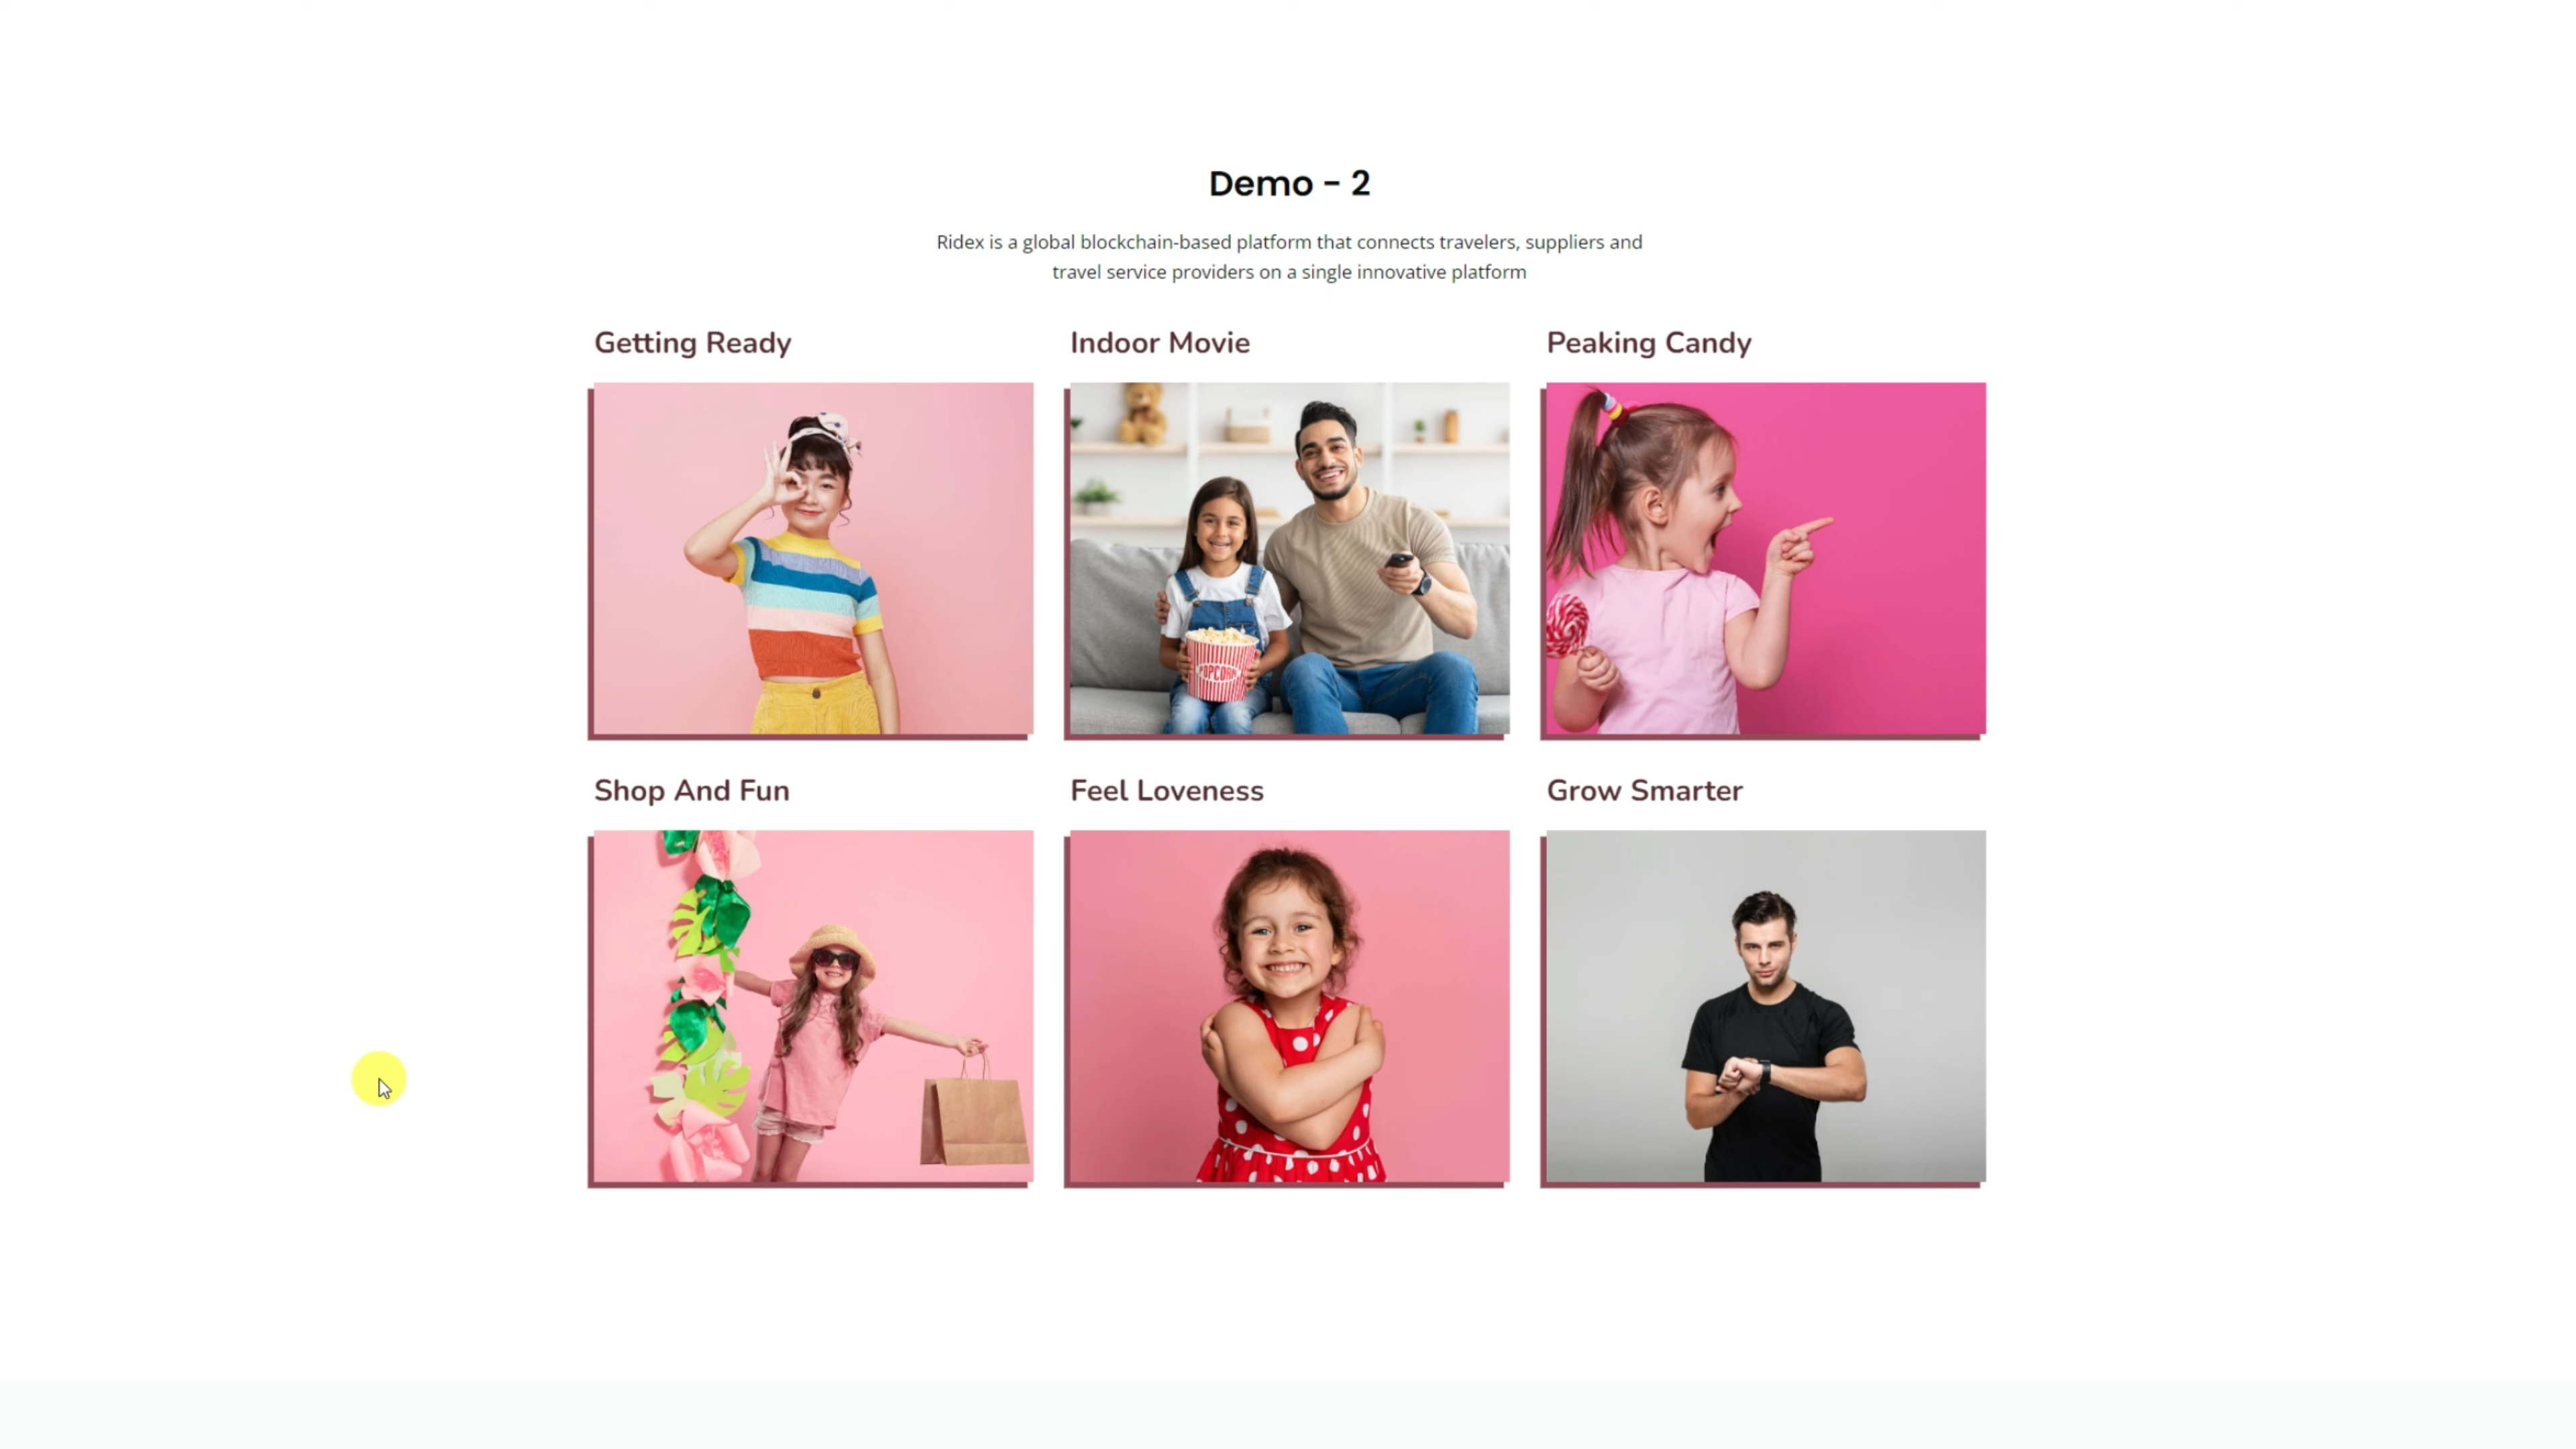 Demo - 2
Ridex is a global blockchain-based platform that connects travelers, suppliers and
travel service providers on a single innovative platform
Getting Ready
Indoor Movie
Peaking Candy
POPCORN
Shop And Fun
Feel Loveness
Grow Smarter